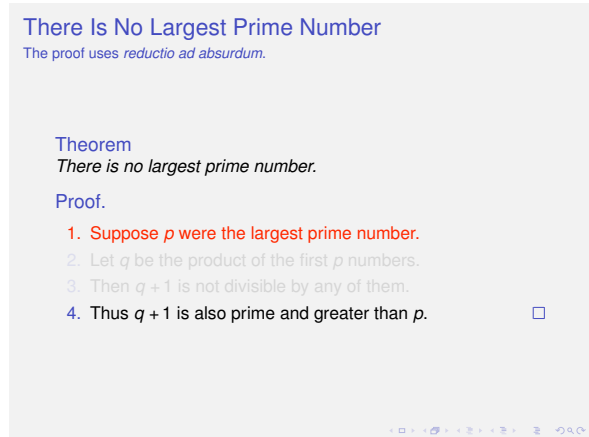 There Is No Largest Prime Number
The proof uses reductio ad absurdum.
Theorem
There is no largest prime number.
Proof.
1. Suppose p were the largest prime number.
2. Let q be the product of the first p numbers.
3. Then q + 1 is not divisible by any of them.
4. Thus q + 1 is also prime and greater than p.